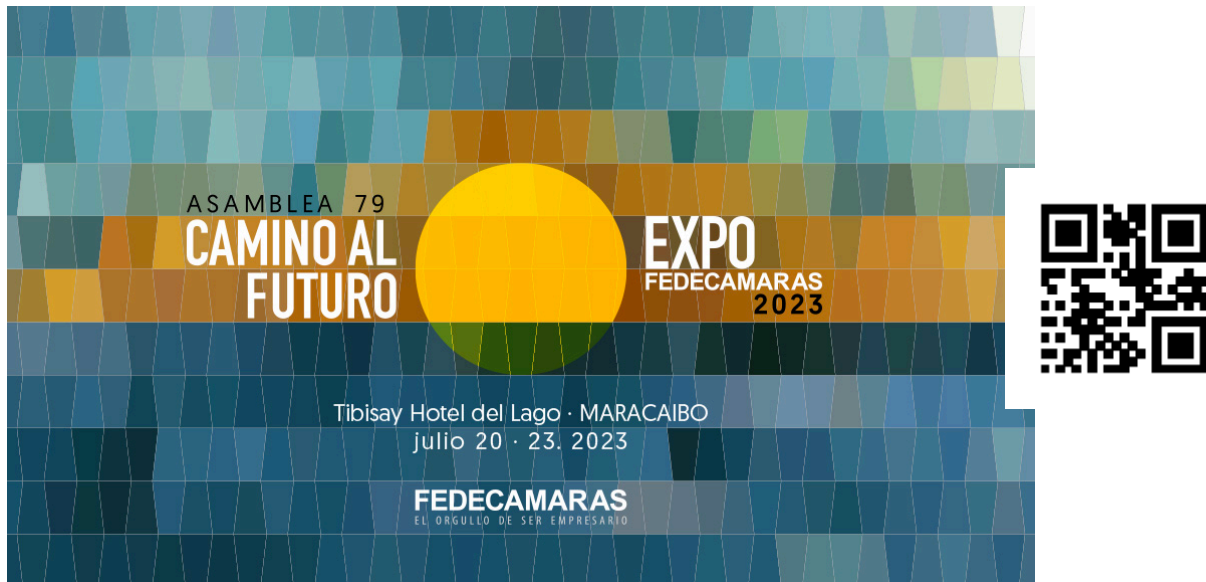 ASAMBLEA 79
CAMINO AL
FUTURO
EXPO
FEDECAMARAS
2023
Tibisay Hotel del Lago · MARACAIBO
julio 20 · 23. 2023
FEDECAMARAS
EL ORGULLO DE SER EMPRESARIO